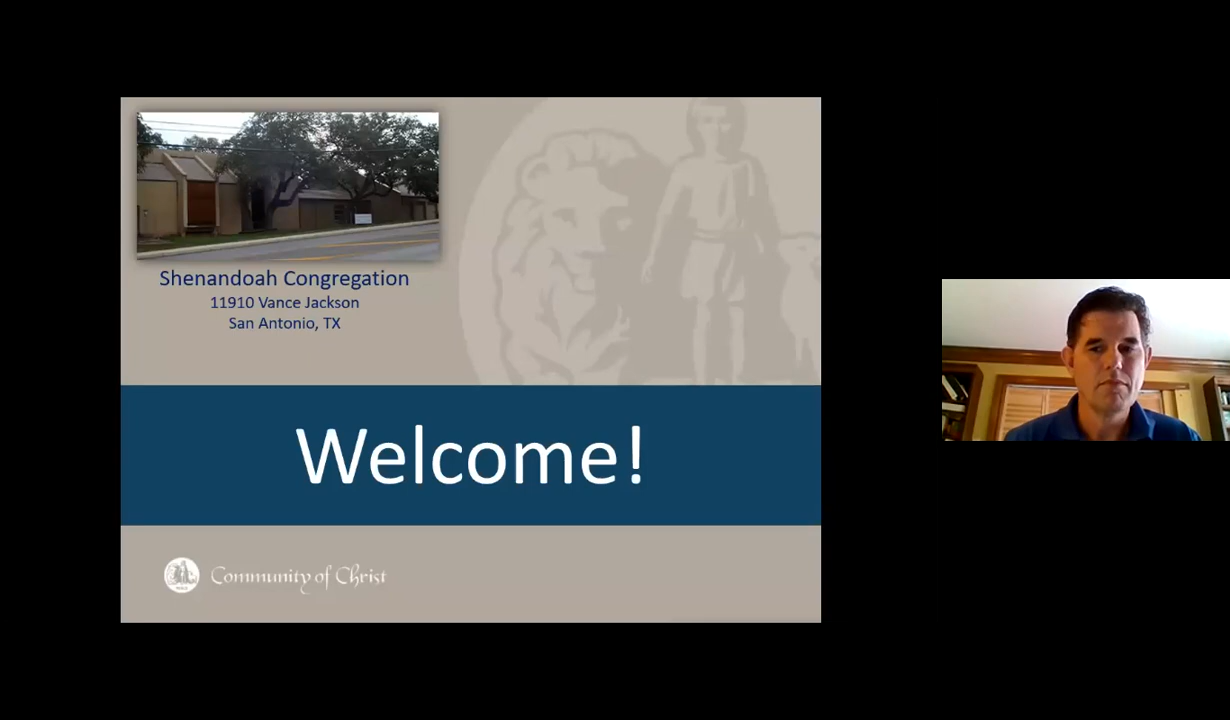 Shenandoah Congregation
11910 Vance Jackson
San Antonio, TX
Welcome!
Community of Christ